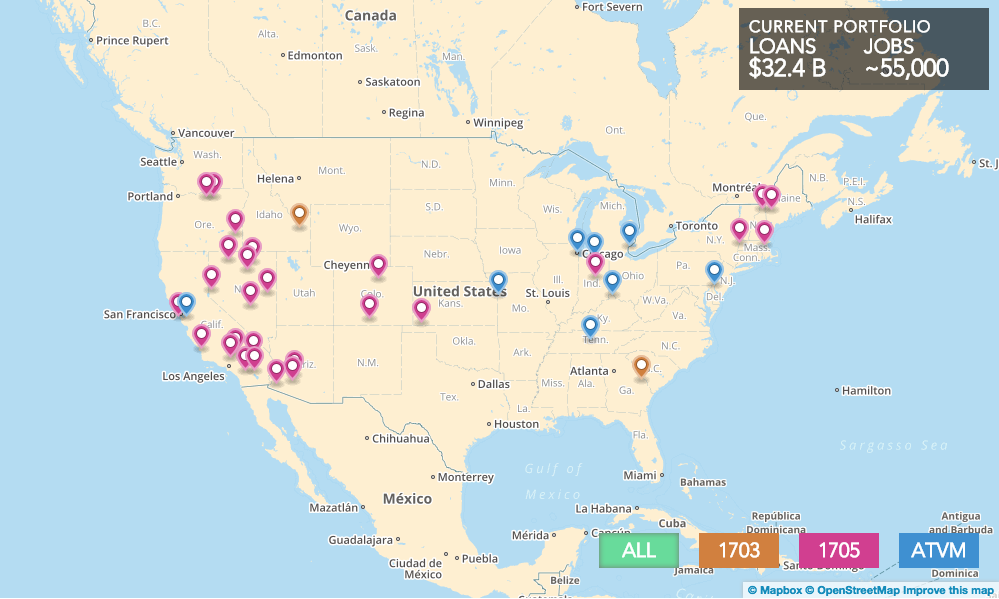 Canada
Fort Severn
CURRENT PORTFOLIO
LOANS JOBS
$32.4 B ~55,000
B.C.
Alta.
Prince Rupert
Sask.
Man.
Edmonton
Saskatoon
Regina
Winnipeg
Ont.
Que.
Vancouver
Seattle
Wash.
Helena
Mont.
N.D.
Minn.
Montréal
Maine
N.B.
P.E.I.
N.S.
Halifax
St. J
Portland
Ore.
Idaho
Wyo.
S.D.
Wis.
Mich.
Toronto
N.Y.
Mass.
Conn.
Cheyenn
Nebr.
Iowa
Chicago
Ill.
Ind.
Ohio
Pa.
N.J.
Del.
Utah
Colo.
United States
Kans.
St. Louis
Mo.
W.Va.
Va.
Ky.
San Francisco
Calif.
Tenn.
N.C.
Los Angeles
riz.
N.M.
Okla.
Ark.
Atlanta
.C.
Dallas
Miss.
Ala.
Ga.
Tex.
La.
Hamilton
Houston
Fla.
Chihuahua
Sargasso Sea
Monterrey
Gulf of
Mexico
Miami
Bahamas
México
Mazatlán
La Habana
Cuba
República
Dominicana
Antigua
and Barbuda
Guadalajara
Mérida
Cancún
ALL 1703 1705 ATVM
Ciudad de
México
Puebla
Belize
Jamaica
Santo Domingo
Dominica
© Mapbox © OpenStreetMap Improve this map